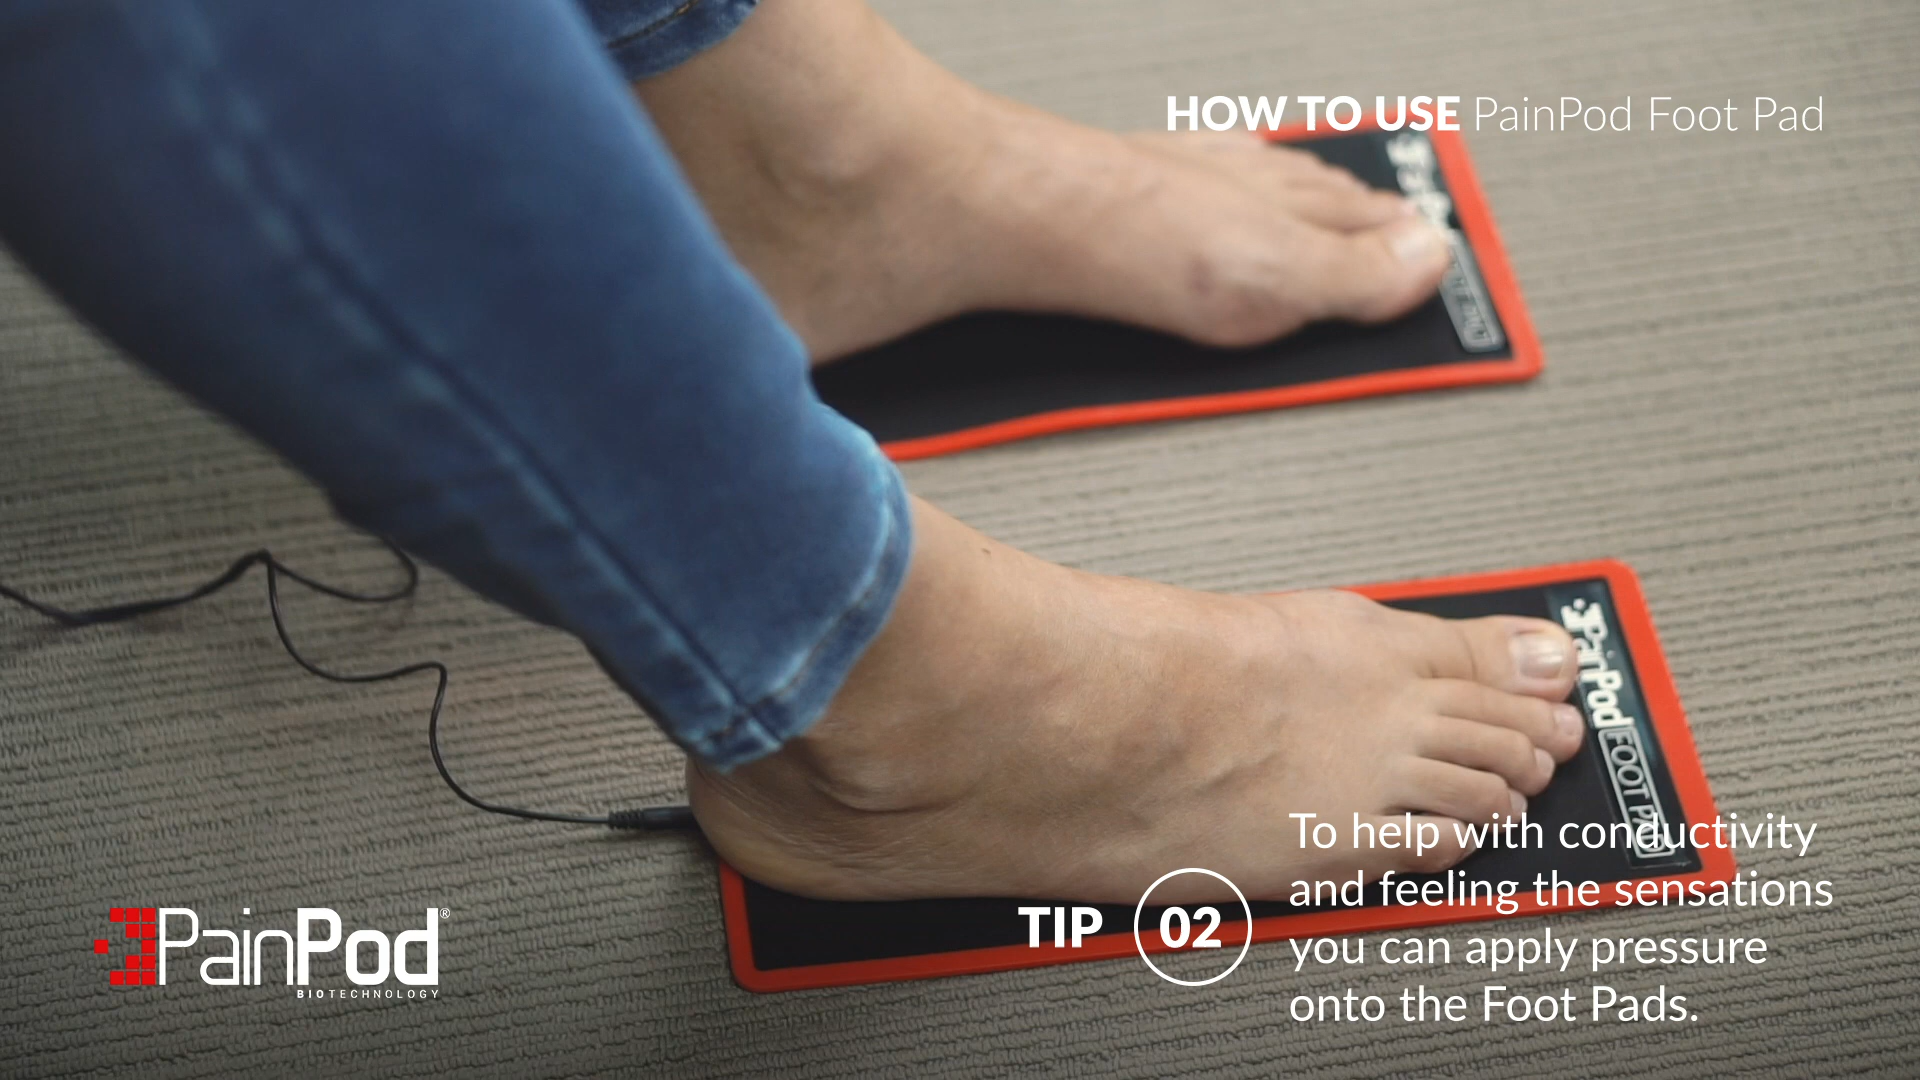 HOW TO USE PainPod Foot Pad
painpod
FOOT PAD
To help with conductivity
and feeling the sensations
you can apply pressure
onto the Foot Pads.
TIP 02
PainPod®
BIOTECHNOLOGY